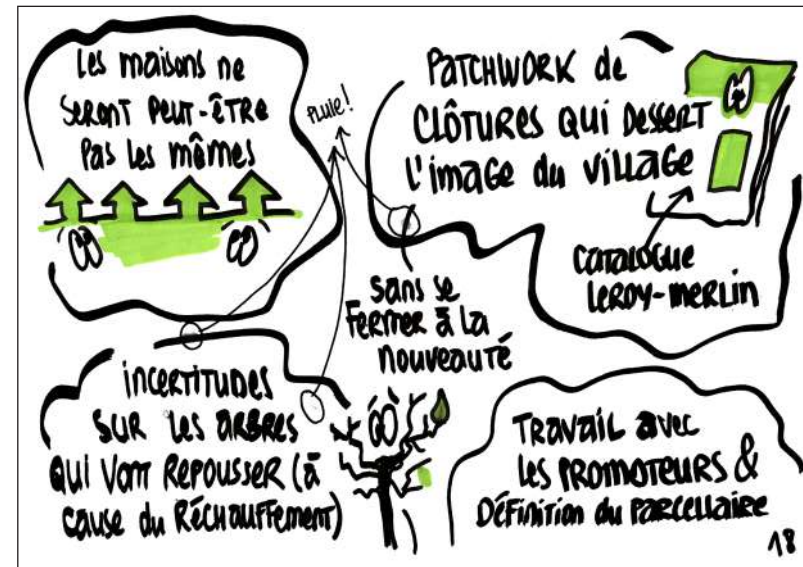 Les maisons ne
SERONT PEUT-ÊTRE
PAS Les mêmes
PLUIE!
PATCHWORK de
CLÔTURES QUI DESSERT
L'image du VILLAGE
CATALOGUE
LEROY-MERLIN
sans se
Fermer à la
nouveauté
INCERTITUDES
SUR LES ARBRES
QUI VONT REPOUSSER (à
cause du RÉCHAUFFEMENT)
TRAVAIL avec
Les PROMOTEURS &
Définition du PARCELLAIRE
18